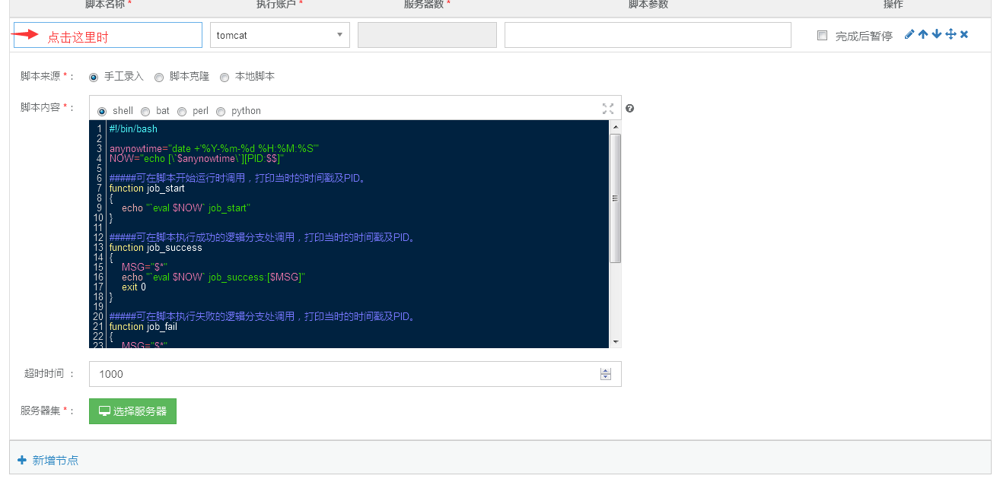 脚本名称 * 执行账户 * 服务器数 * 脚本参数 操作
点击这里时 tomcat 完成后暂停
脚本来源 * : 手工录入 脚本克隆 本地脚本
脚本内容 * : shell bat perl python
1 #!/bin/bash
2
3 anynowtime="date +'%Y-%m-%d %H:%M:%S'"
4 NOW="echo [\`$anynowtime\`][PID:$$]"
5
6 #####可在脚本开始运行时调用，打印当时的时间戳及PID。
7 function job_start
8 {
9 echo "`eval $NOW` job_start"
10 }
11
12 #####可在脚本执行成功的逻辑分支处调用，打印当时的时间戳及PID。
13 function job_success
14 {
15 MSG="$*"
16 echo "`eval $NOW` job_success:[$MSG]"
17 exit 0
18 }
19
20 #####可在脚本执行失败的逻辑分支处调用，打印当时的时间戳及PID。
21 function job_fail
22 {
23 MSG="$*"
超时时间 : 1000
服务器集 * : 选择服务器
新增节点